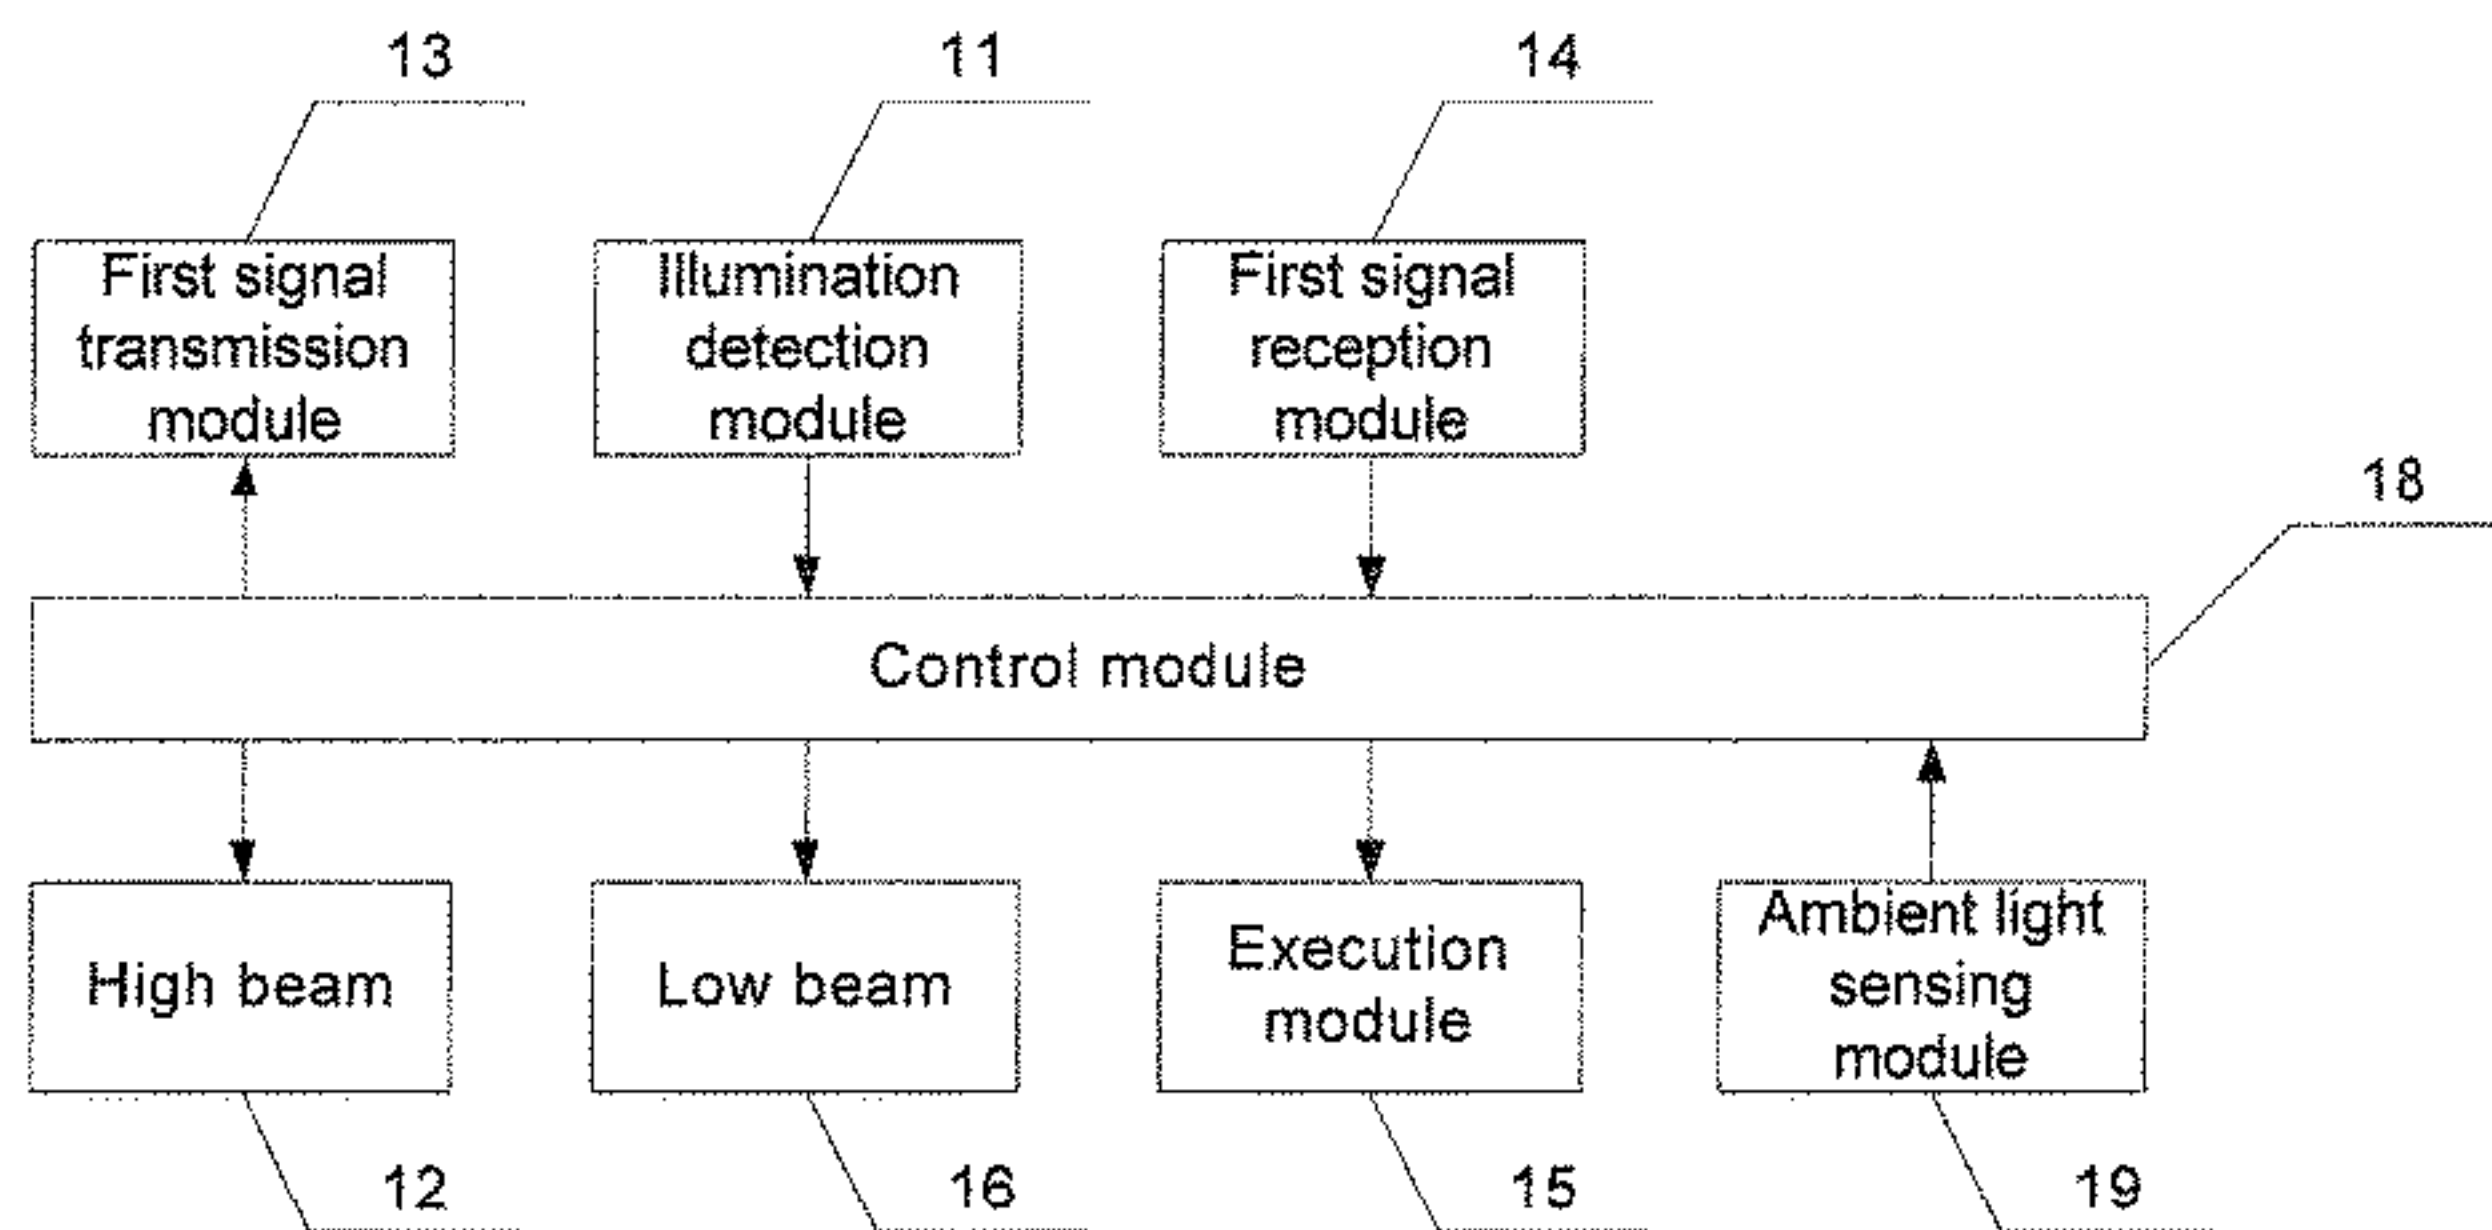 13
11
14
First signal
transmission
module
Illumination
detection
module
First signal
reception
module
18
Control module
High beam
Low beam
Execution
module
Ambient light
sensing
module
12
16
15
19